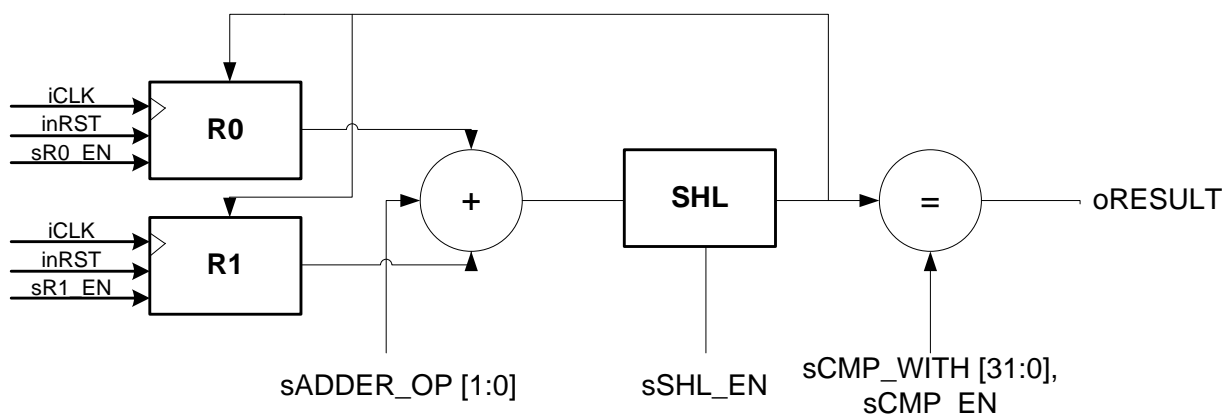 iCLK
inRST
sR0_EN
R0
iCLK
inRST
sR1_EN
R1
+
SHL
=
oRESULT
sADDER_OP [1:0]
sSHL_EN
sCMP_WITH [31:0],
sCMP_EN